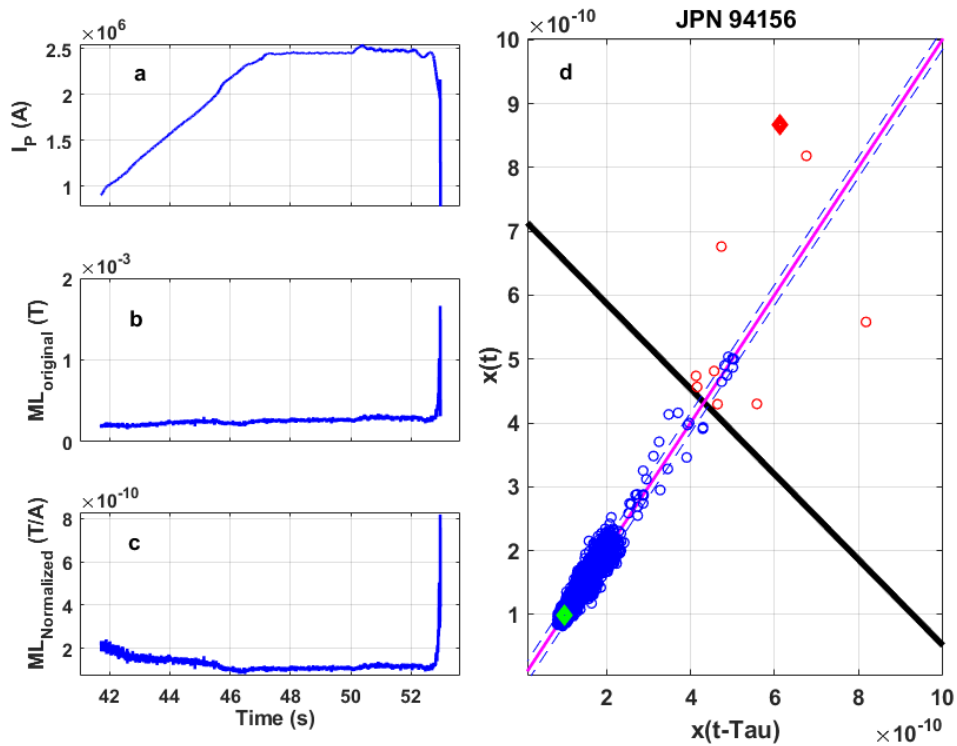 ×10^6
a
I_P (A)
2.5
2
1.5
1
×10^-3
b
ML_original (T)
2
1
0
×10^-10
c
ML_Normalized (T/A)
8
6
4
2
42 44 46 48 50 52
Time (s)
JPN 94156
×10^-10
d
x(t)
10
9
8
7
6
5
4
3
2
1
2 4 6 8 10
x(t-Tau)
×10^-10